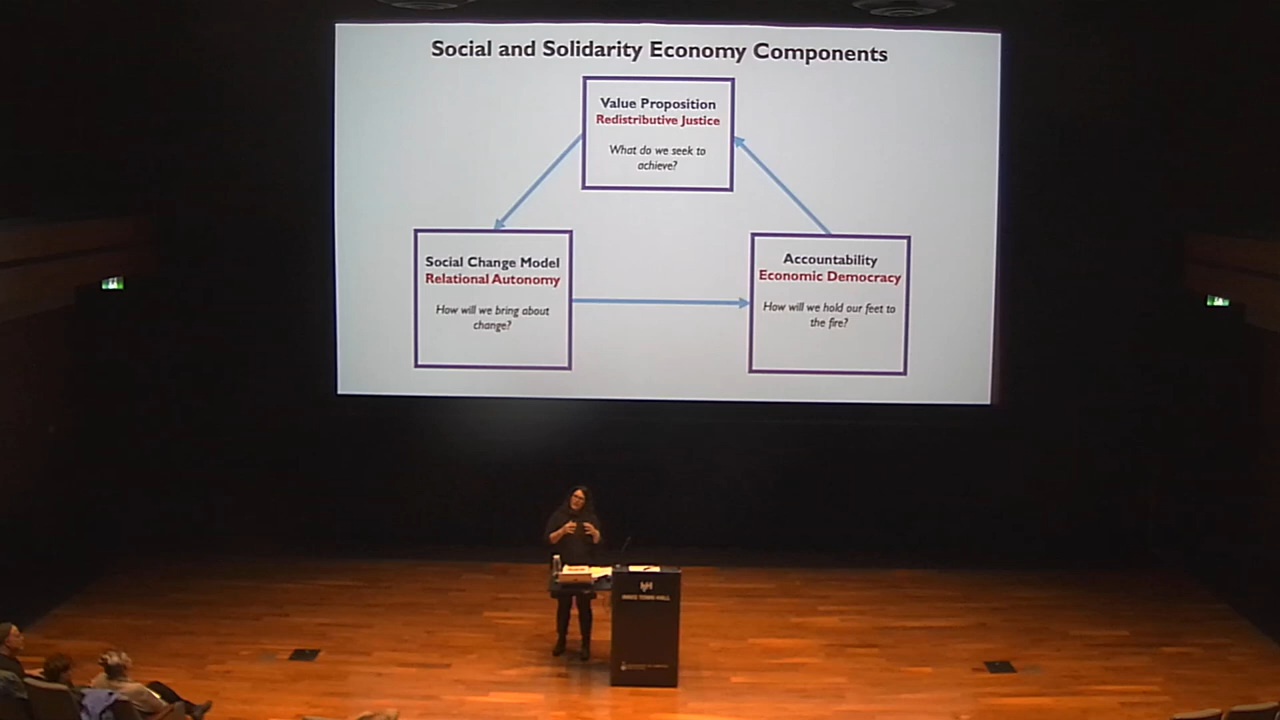 Social and Solidarity Economy Components
Value Proposition
Redistributive Justice
What do we seek to
achieve?
Social Change Model
Relational Autonomy
How will we bring about
change?
Accountability
Economic Democracy
How will we hold our feet to
the fire?